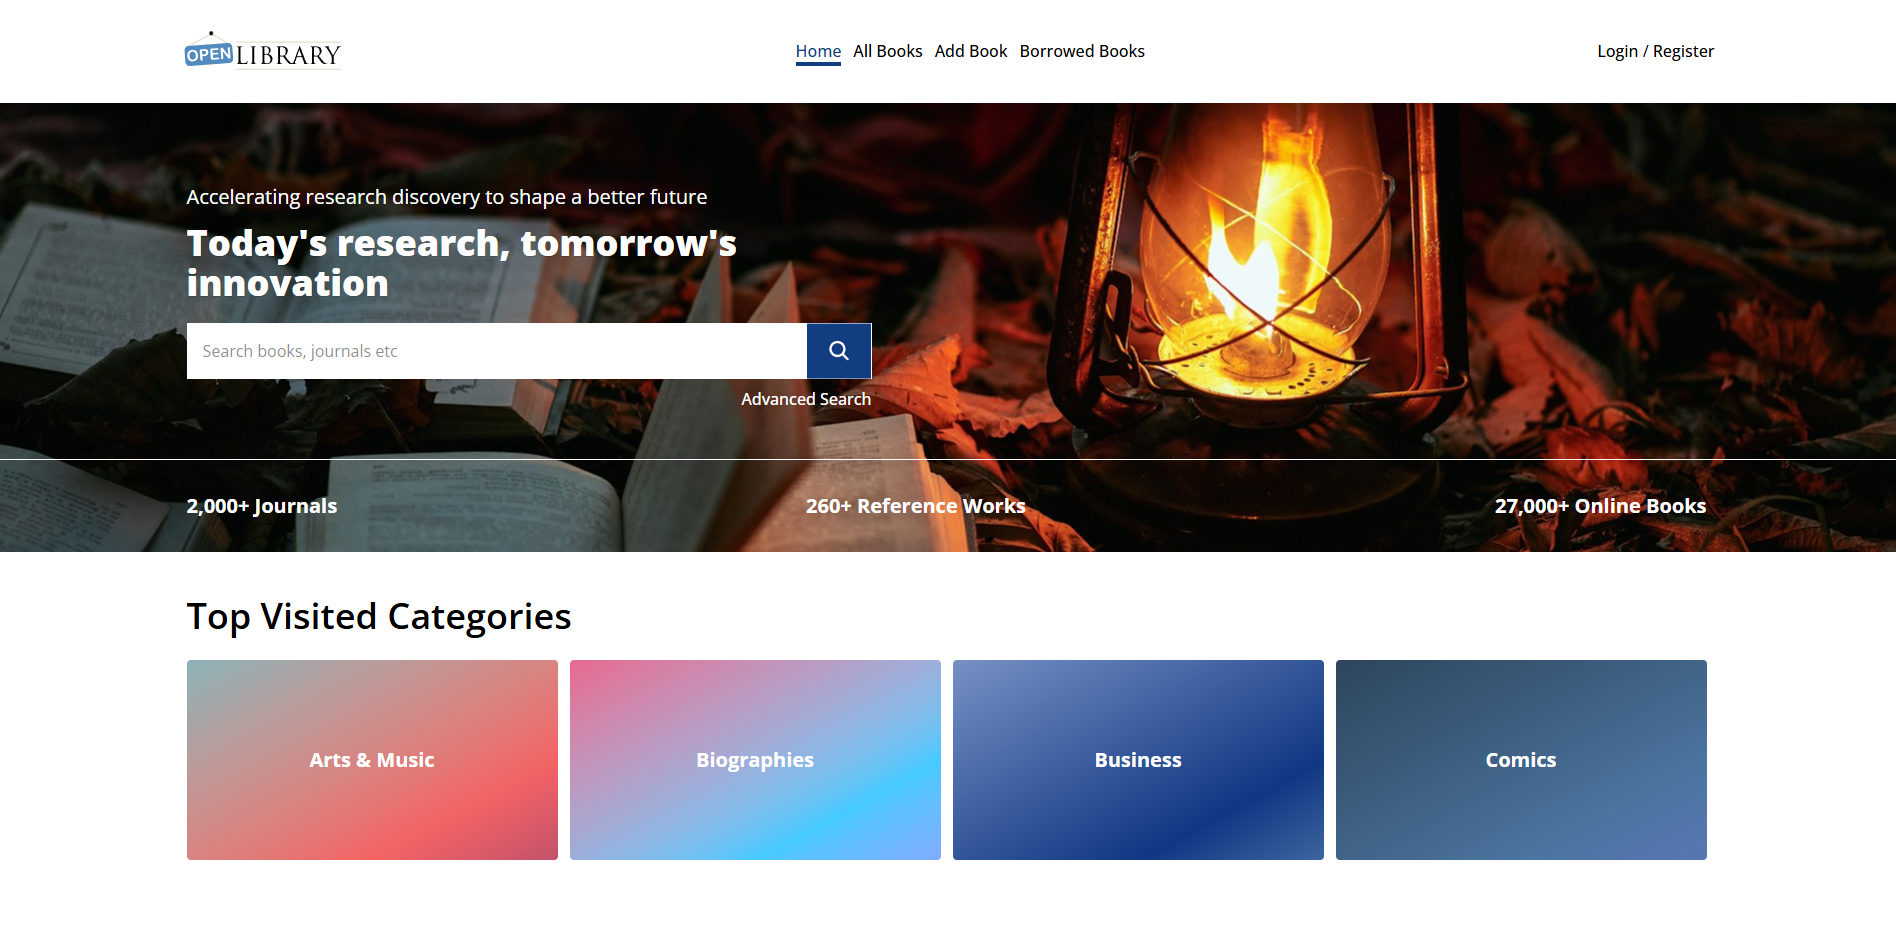 OPEN LIBRARY
Home All Books Add Book Borrowed Books
Login / Register
Accelerating research discovery to shape a better future
Today's research, tomorrow's
innovation
Search books, journals etc
Advanced Search
2,000+ Journals
260+ Reference Works
27,000+ Online Books
Top Visited Categories
Arts & Music
Biographies
Business
Comics